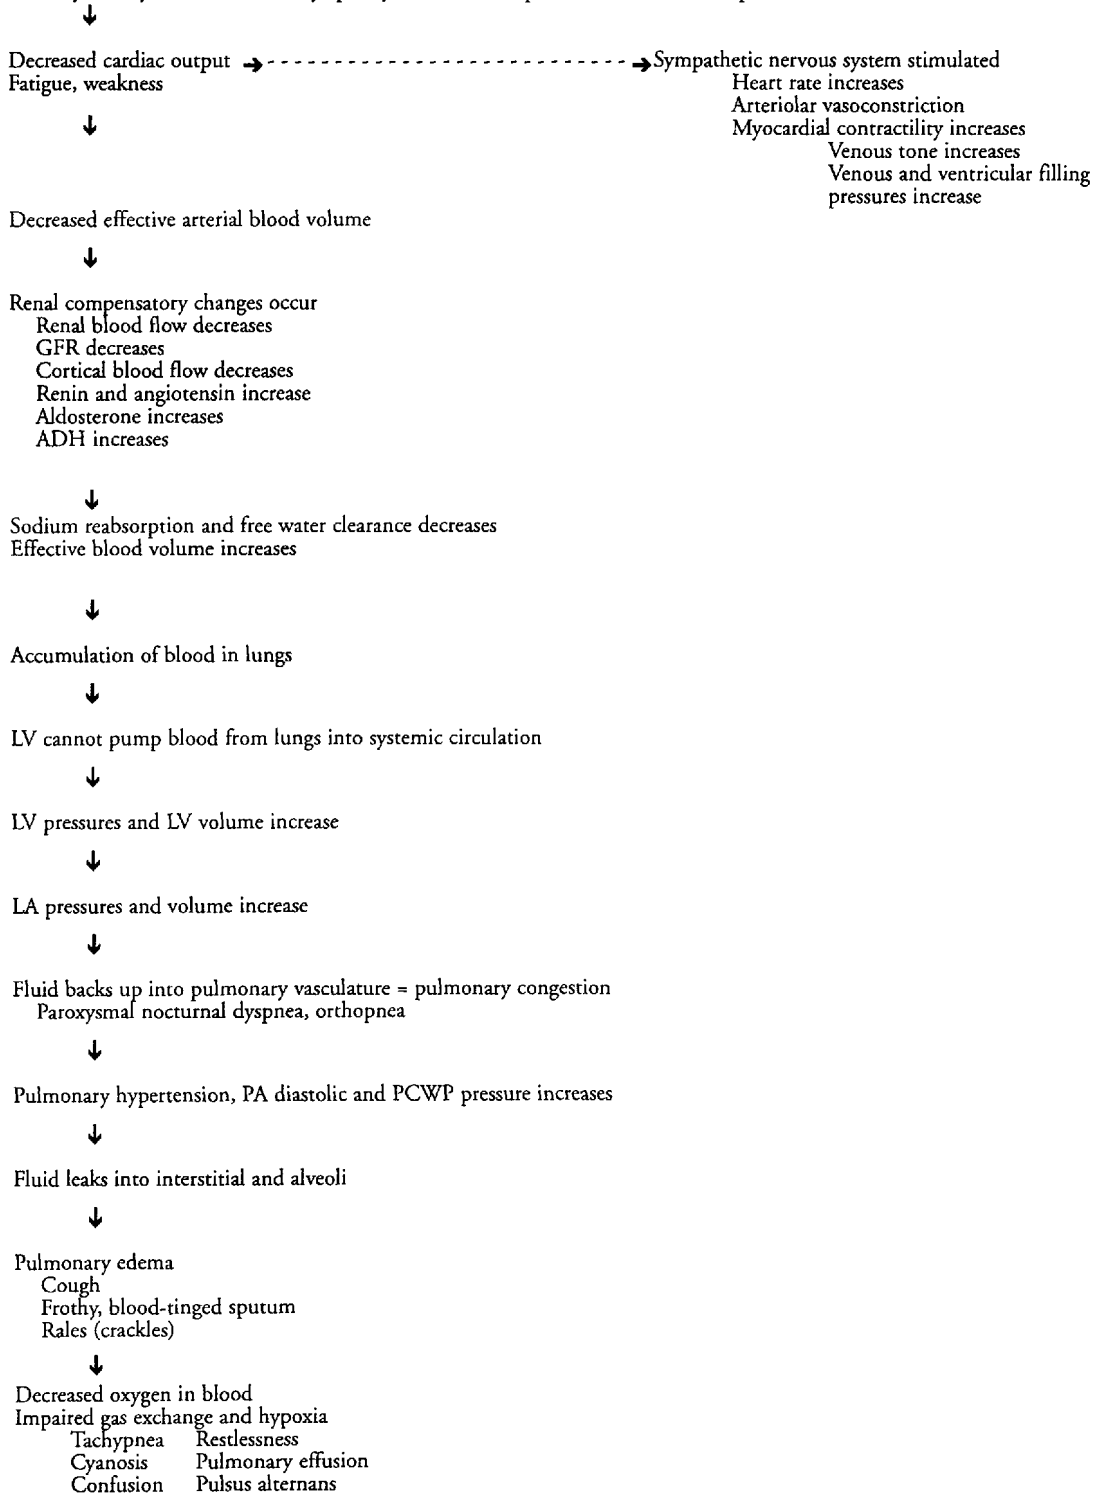 Decreased cardiac output
Fatigue, weakness
Sympathetic nervous system stimulated
Heart rate increases
Arteriolar vasoconstriction
Myocardial contractility increases
Venous tone increases
Venous and ventricular filling
pressures increase
Decreased effective arterial blood volume
Renal compensatory changes occur
Renal blood flow decreases
GFR decreases
Cortical blood flow decreases
Renin and angiotensin increase
Aldosterone increases
ADH increases
Sodium reabsorption and free water clearance decreases
Effective blood volume increases
Accumulation of blood in lungs
LV cannot pump blood from lungs into systemic circulation
LV pressures and LV volume increase
LA pressures and volume increase
Fluid backs up into pulmonary vasculature = pulmonary congestion
Paroxysmal nocturnal dyspnea, orthopnea
Pulmonary hypertension, PA diastolic and PCWP pressure increases
Fluid leaks into interstitial and alveoli
Pulmonary edema
Cough
Frothy, blood-tinged sputum
Rales (crackles)
Decreased oxygen in blood
Impaired gas exchange and hypoxia
Tachypnea Restlessness
Cyanosis Pulmonary effusion
Confusion Pulsus alternans